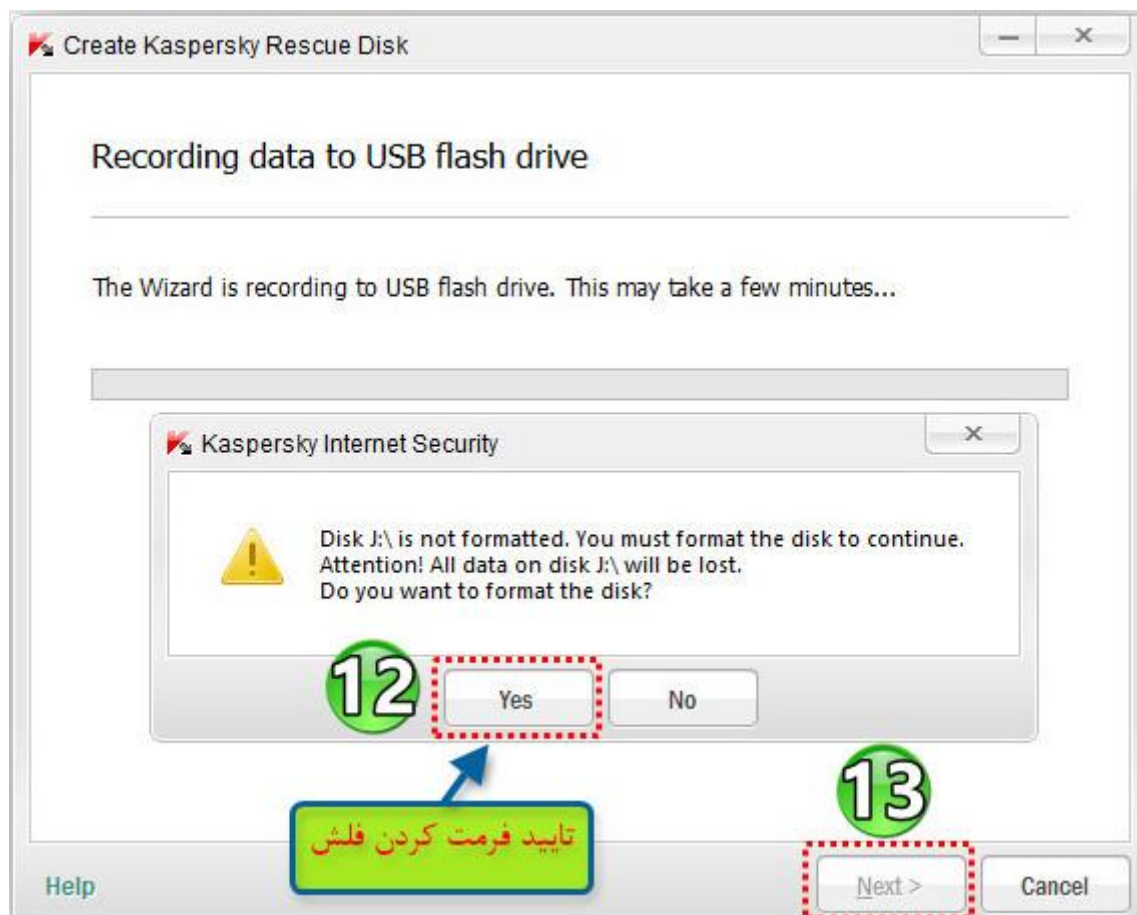 Create Kaspersky Rescue Disk
Recording data to USB flash drive
The Wizard is recording to USB flash drive. This may take a few minutes...
Kaspersky Internet Security
Disk J:\ is not formatted. You must format the disk to continue.
Attention! All data on disk J:\ will be lost.
Do you want to format the disk?
12
Yes
No
13
تایید فرمت کردن فلش
Help
Next >
Cancel